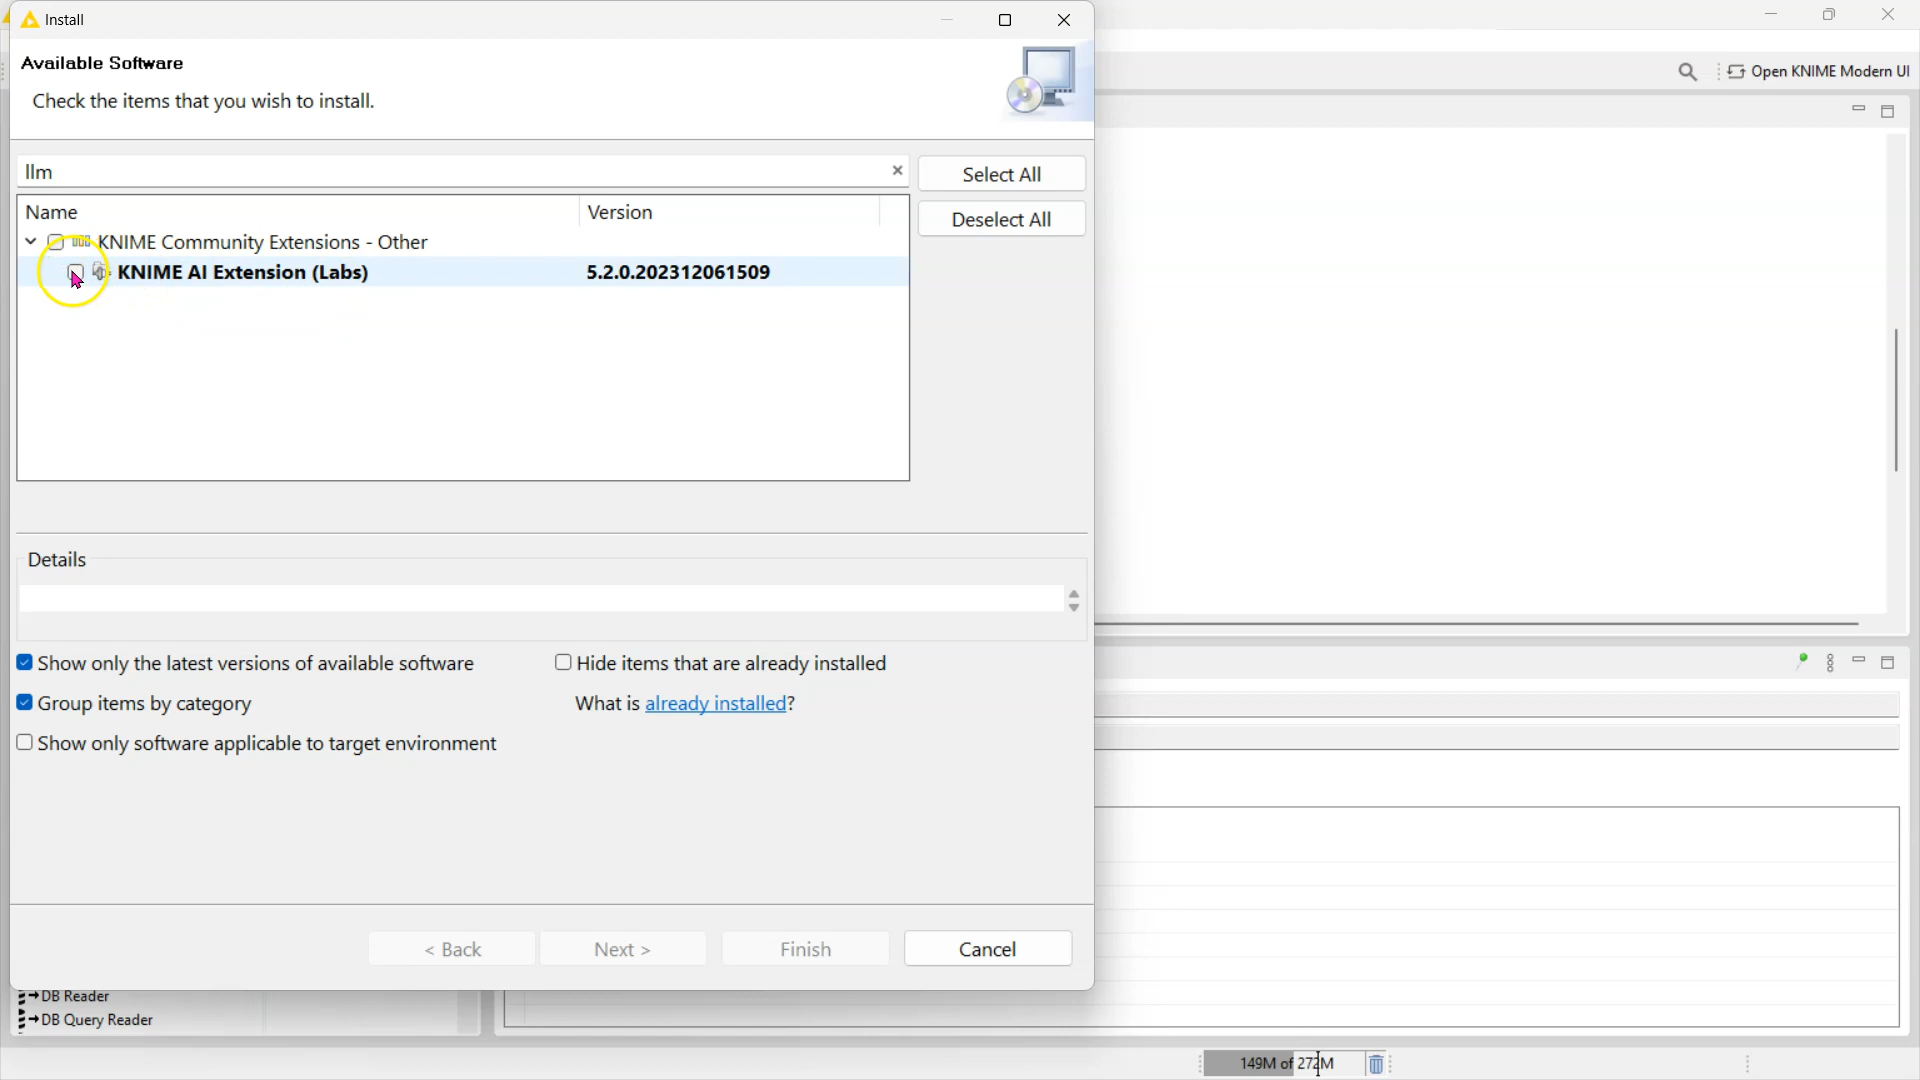 Install
Available Software
Check the items that you wish to install.
Open KNIME Modern UI
llm
Select All
Name
Version
Deselect All
KNIME Community Extensions - Other
KNIME AI Extension (Labs)
5.2.0.202312061509
Details
Show only the latest versions of available software
Hide items that are already installed
Group items by category
What is already installed?
Show only software applicable to target environment
< Back
Next >
Finish
Cancel
DB Reader
DB Query Reader
149M of 272M